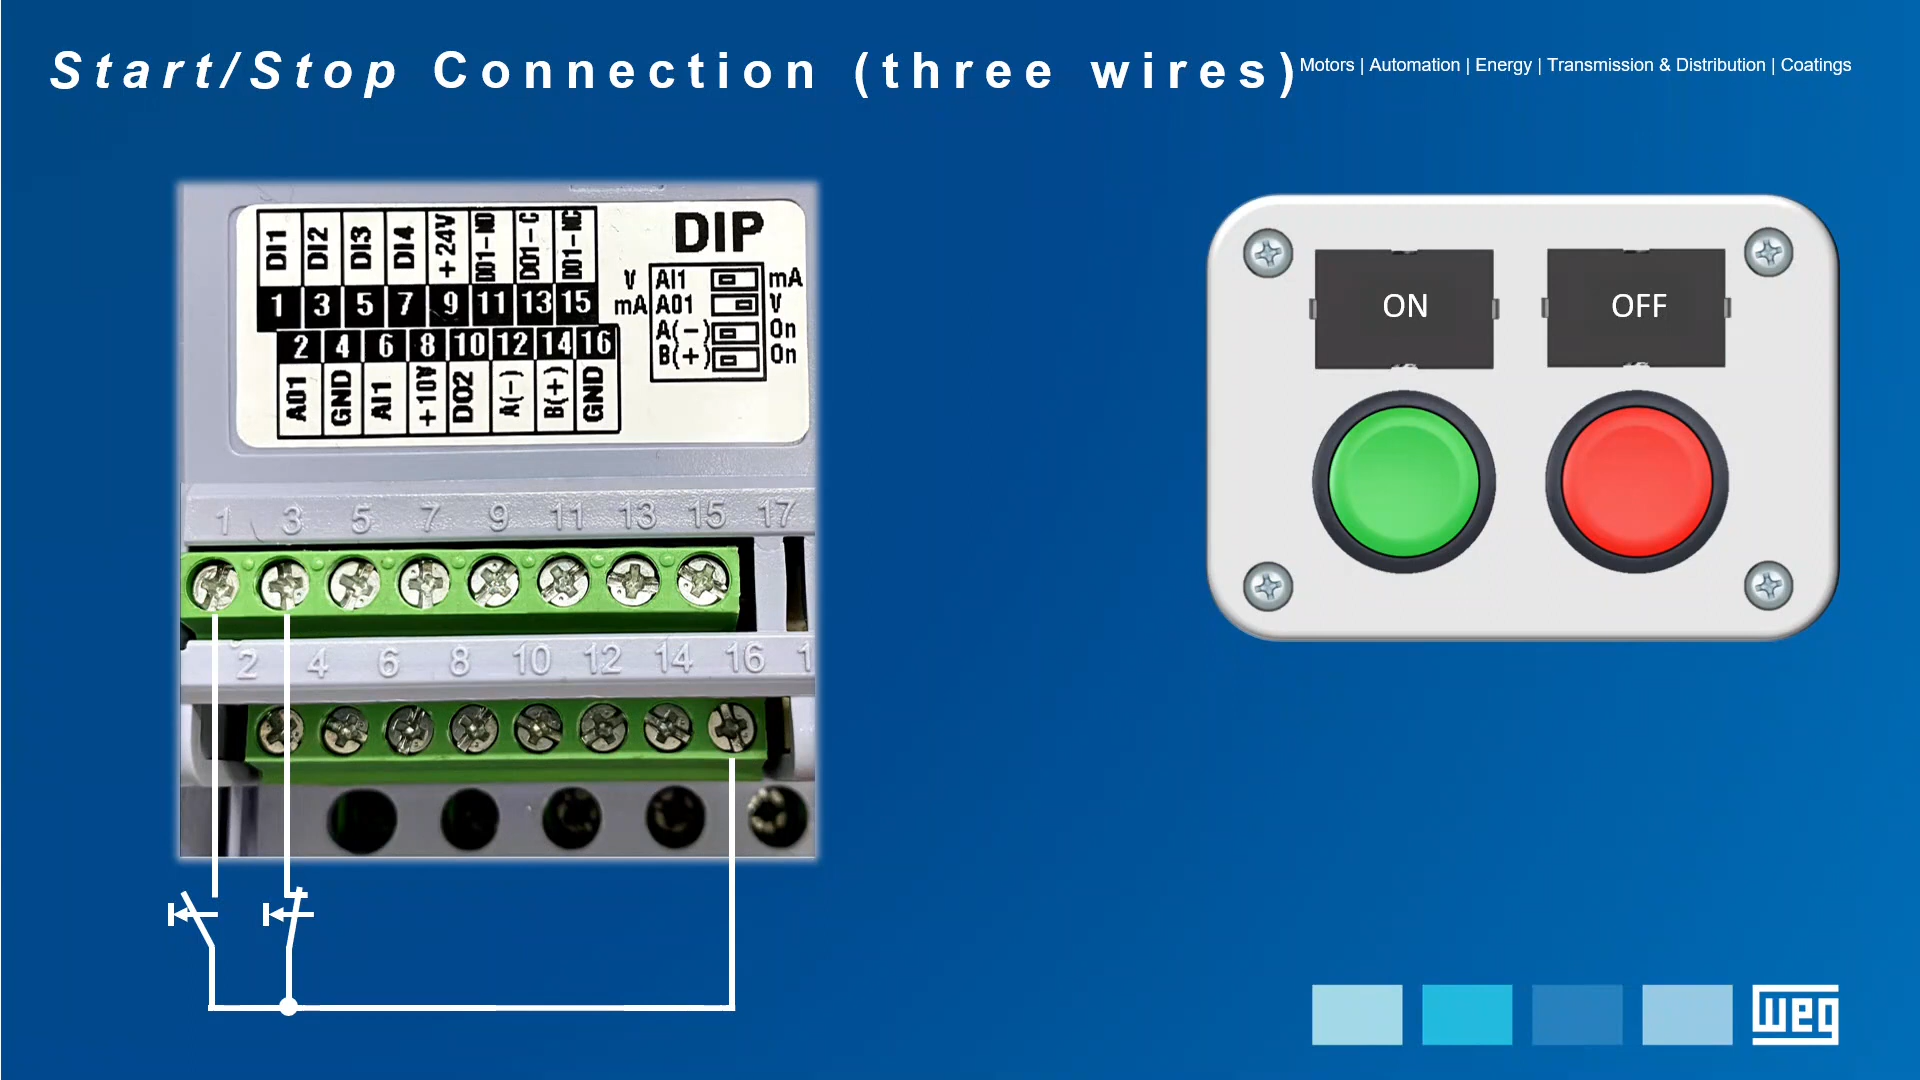 Start/Stop Connection (three wires)
Motors | Automation | Energy | Transmission & Distribution | Coatings
DI1 DI2 DI3 DI4 +24V DO1-NO DO1-C DO1-NC
1 3 5 7 9 11 13 15
2 4 6 8 10 12 14 16
AO1 GND AI1 +10V DO2 A(-) B(+) GND
DIP
V AI1 mA
mA AO1 V
A(-) On
B(+) On
ON
OFF
1 3 5 7 9 11 13 15 17
2 4 6 8 10 12 14 16 1
weg